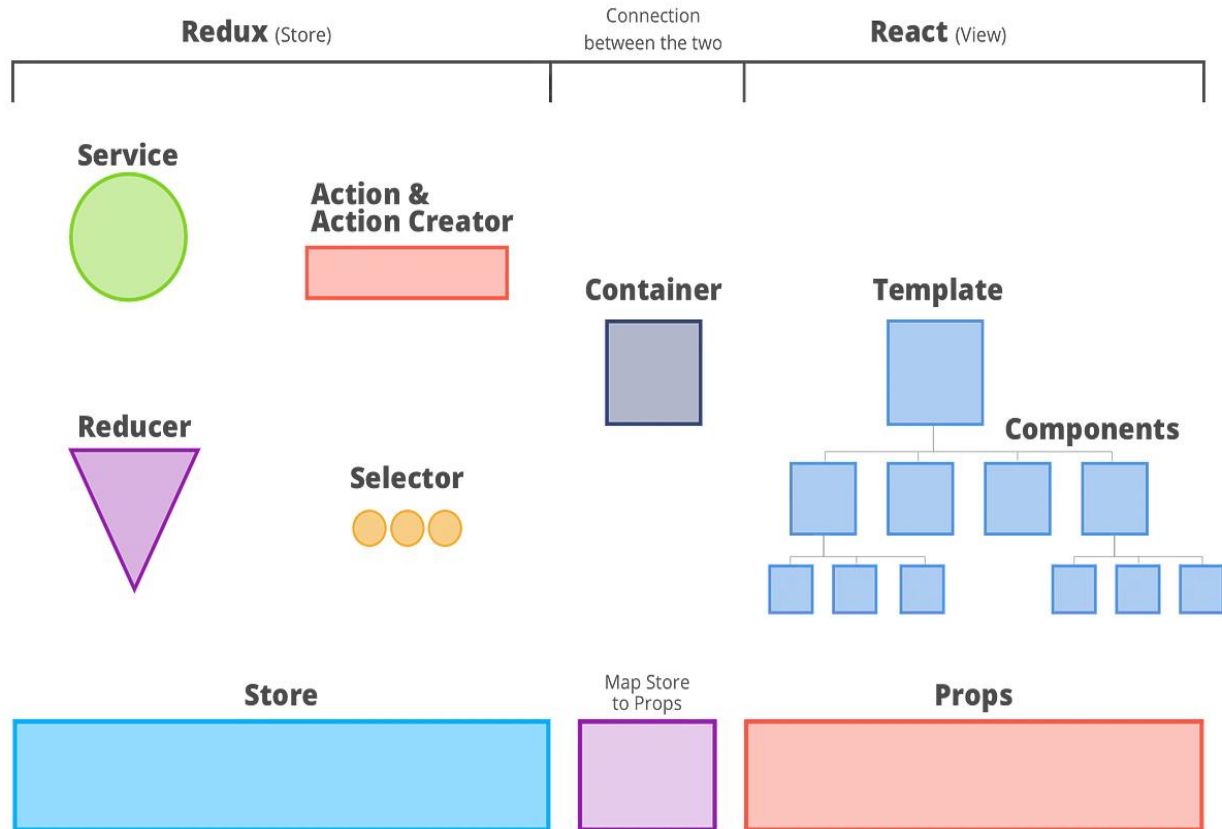 Redux (Store)
Connection
between the two
React (View)
Service
Action &
Action Creator
Container
Template
Reducer
Components
Selector
Store
Map Store
to Props
Props